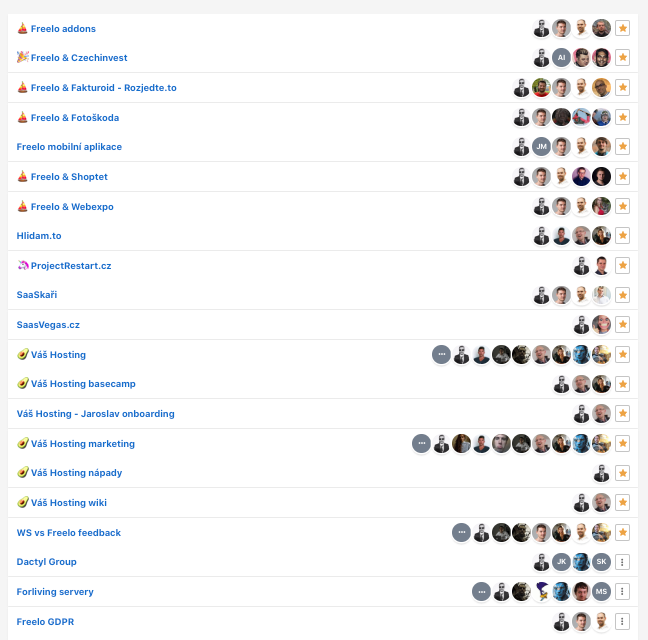 Freelo addons
Freelo & Czechinvest AI
Freelo & Fakturoid - Rozjedte.to
Freelo & Fotoškoda
Freelo mobilní aplikace JM
Freelo & Shoptet
Freelo & Webexpo
Hlidam.to
ProjectRestart.cz
SaaSkaři
SaasVegas.cz
Váš Hosting ...
Váš Hosting basecamp
Váš Hosting - Jaroslav onboarding
Váš Hosting marketing ...
Váš Hosting nápady
Váš Hosting wiki
WS vs Freelo feedback ...
Dactyl Group JK SK
Forliving servery ... MS
Freelo GDPR